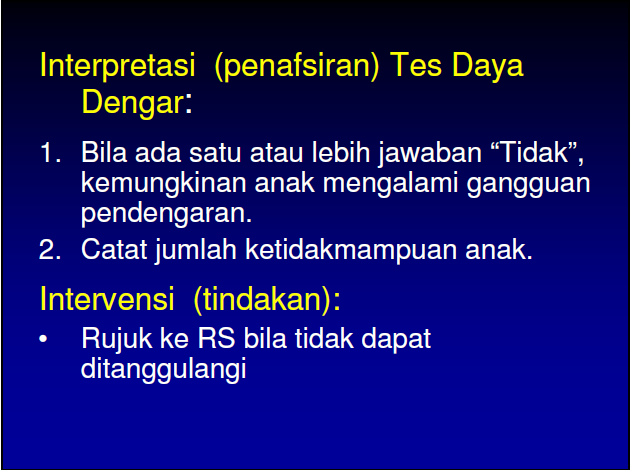 Interpretasi (penafsiran) Tes Daya
Dengar:
1. Bila ada satu atau lebih jawaban “Tidak”,
kemungkinan anak mengalami gangguan
pendengaran.
2. Catat jumlah ketidakmampuan anak.
Intervensi (tindakan):
• Rujuk ke RS bila tidak dapat
ditanggulangi